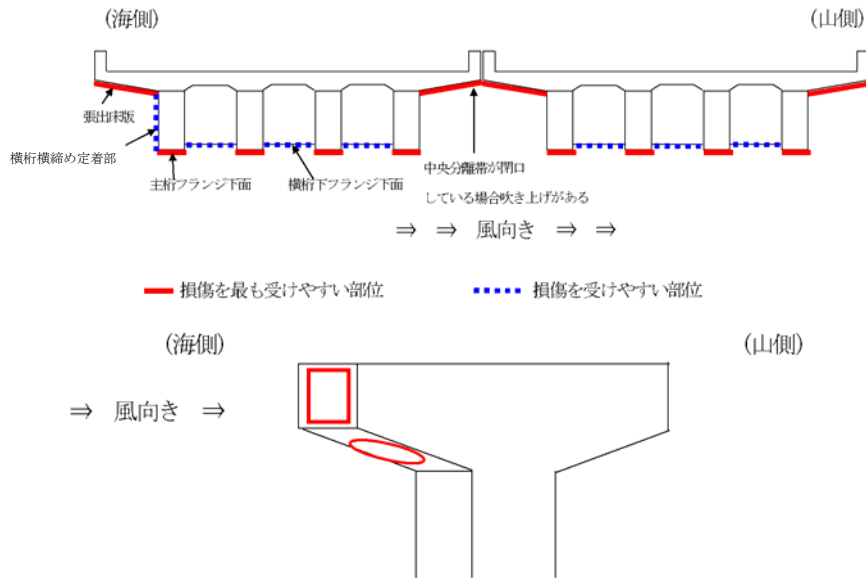 (海側)
(山側)
張出床版
横桁横締め定着部
主桁フランジ下面
横桁下フランジ下面
中央分離帯が開口
している場合吹き上げがある
⇒ ⇒ 風向き ⇒ ⇒
損傷を最も受けやすい部位
損傷を受けやすい部位
(海側)
(山側)
⇒ 風向き ⇒